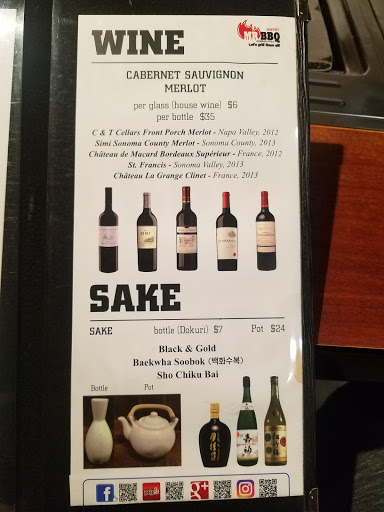 BUFFET
MR BBQ
Let's grill them all!
WINE
CABERNET SAUVIGNON
MERLOT
per glass (house wine) $6
per bottle $35
C & T Cellars Front Porch Merlot - Napa Valley, 2012
Simi Sonoma County Merlot - Sonoma County, 2013
Château de Macard Bordeaux Supérieur - France, 2012
St. Francis - Sonoma Valley, 2013
Château La Grange Clinet - France, 2013
SAKE
SAKE bottle (Dokuri) $7 Pot $24
Black & Gold
Baekwha Soobok (백화수복)
Sho Chiku Bai
Bottle Pot